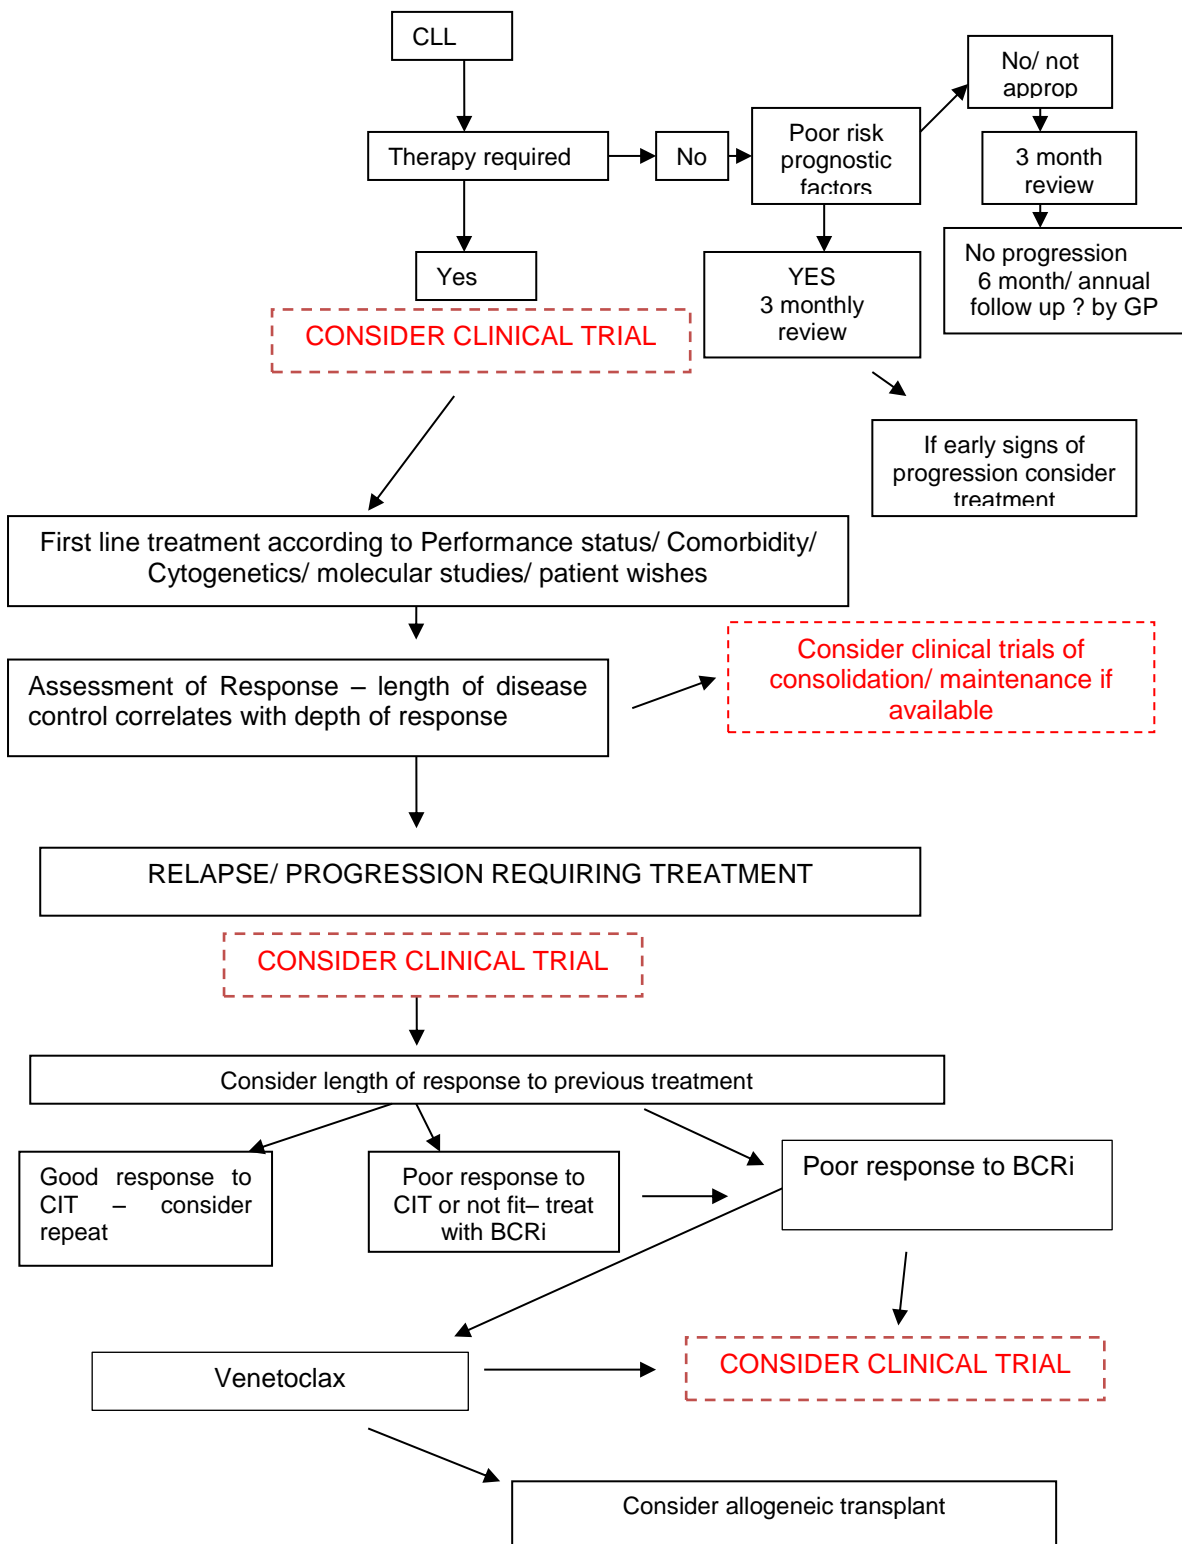 CLL
No/ not
approp
Therapy required
No
Poor risk
prognostic
factors
3 month
review
Yes
YES
3 monthly
review
No progression
6 month/ annual
follow up ? by GP
CONSIDER CLINICAL TRIAL
If early signs of
progression consider
treatment
First line treatment according to Performance status/ Comorbidity/
Cytogenetics/ molecular studies/ patient wishes
Assessment of Response – length of disease
control correlates with depth of response
Consider clinical trials of
consolidation/ maintenance if
available
RELAPSE/ PROGRESSION REQUIRING TREATMENT
CONSIDER CLINICAL TRIAL
Consider length of response to previous treatment
Good response to
CIT – consider
repeat
Poor response to
CIT or not fit– treat
with BCRi
Poor response to BCRi
Venetoclax
CONSIDER CLINICAL TRIAL
Consider allogeneic transplant